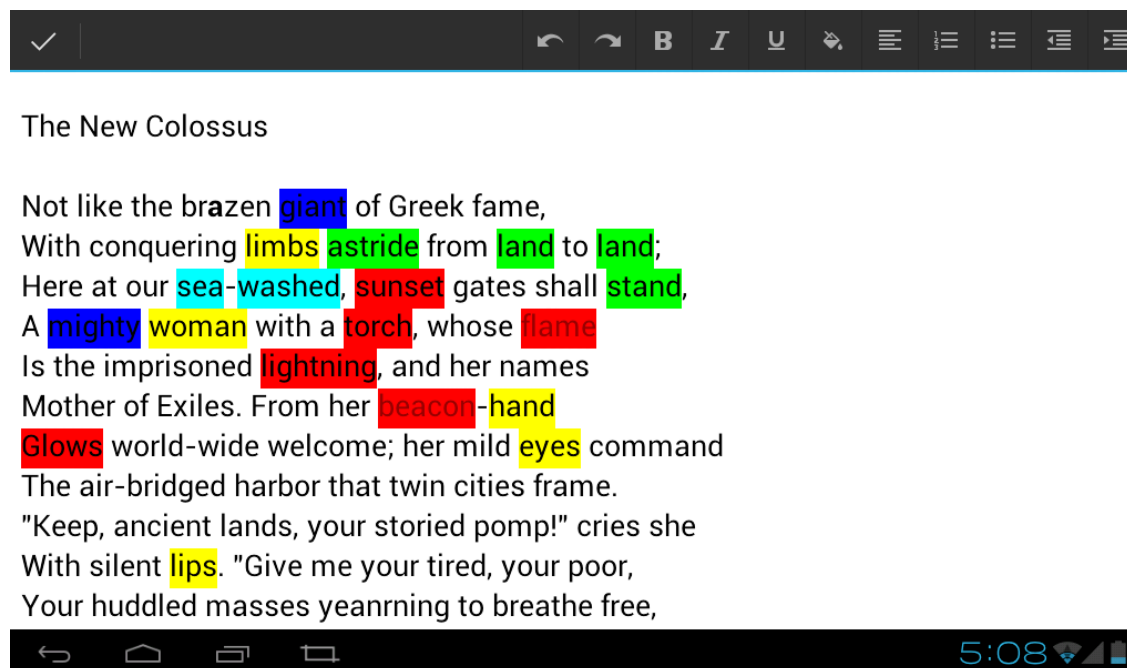 The New Colossus
Not like the brazen giant of Greek fame,
With conquering limbs astride from land to land;
Here at our sea-washed, sunset gates shall stand,
A mighty woman with a torch, whose flame
Is the imprisoned lightning, and her names
Mother of Exiles. From her beacon-hand
Glows world-wide welcome; her mild eyes command
The air-bridged harbor that twin cities frame.
"Keep, ancient lands, your storied pomp!" cries she
With silent lips. "Give me your tired, your poor,
Your huddled masses yeanrning to breathe free,
5:08